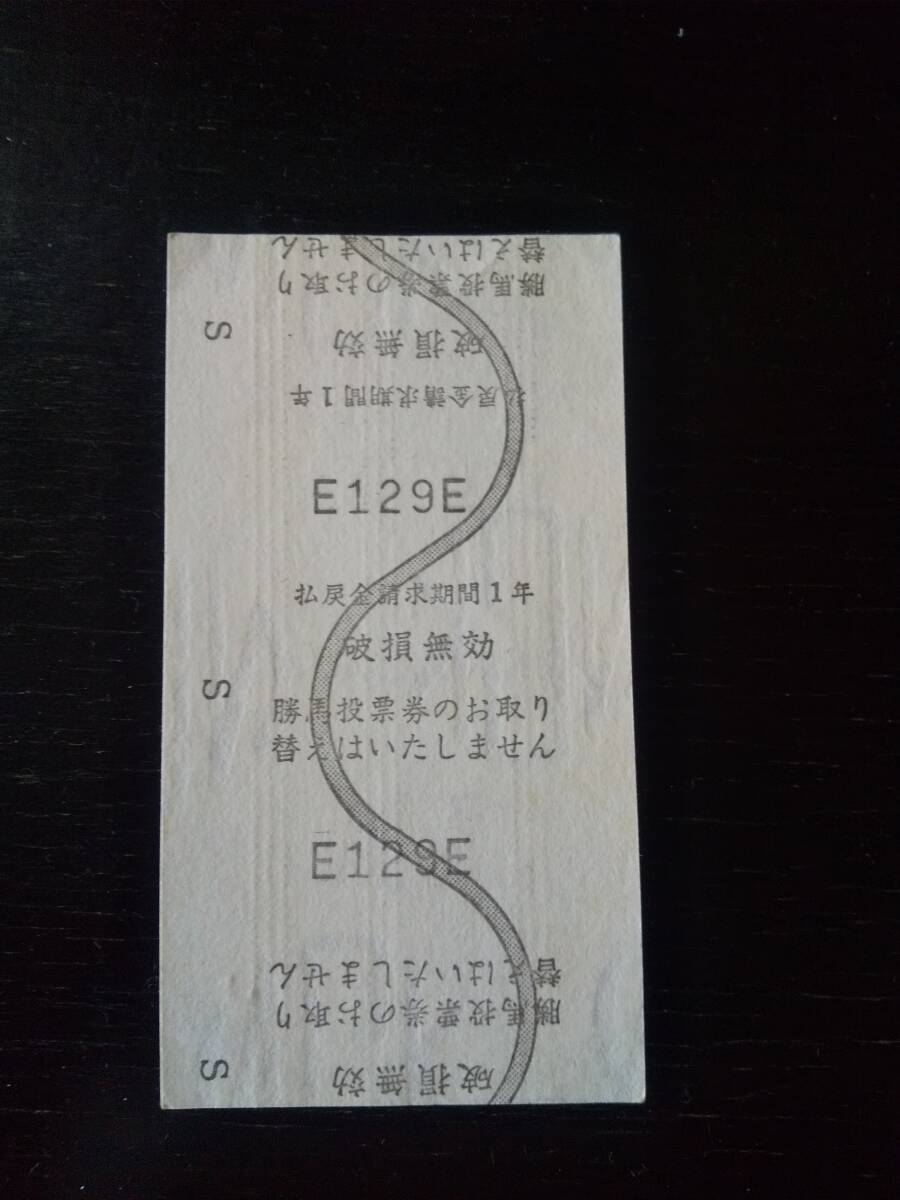 替えはいたしません
勝馬投票券のお取り
S
破損無効
払戻金請求期間1年
E129E
払戻金請求期間1年
破損無効
S
勝馬投票券のお取り
替えはいたしません
E129E
替えはいたしません
勝馬投票券のお取り
S
破損無効